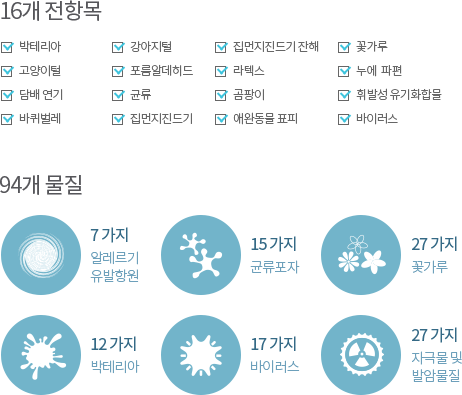 16개 전항목
박테리아 강아지털 집먼지진드기 잔해 꽃가루
고양이털 포름알데히드 라텍스 누에 파편
담배 연기 균류 곰팡이 휘발성 유기화합물
바퀴벌레 집먼지진드기 애완동물 표피 바이러스
94개 물질
7 가지
알레르기
유발항원
15 가지
균류포자
27 가지
꽃가루
12 가지
박테리아
17 가지
바이러스
27 가지
자극물 및
발암물질